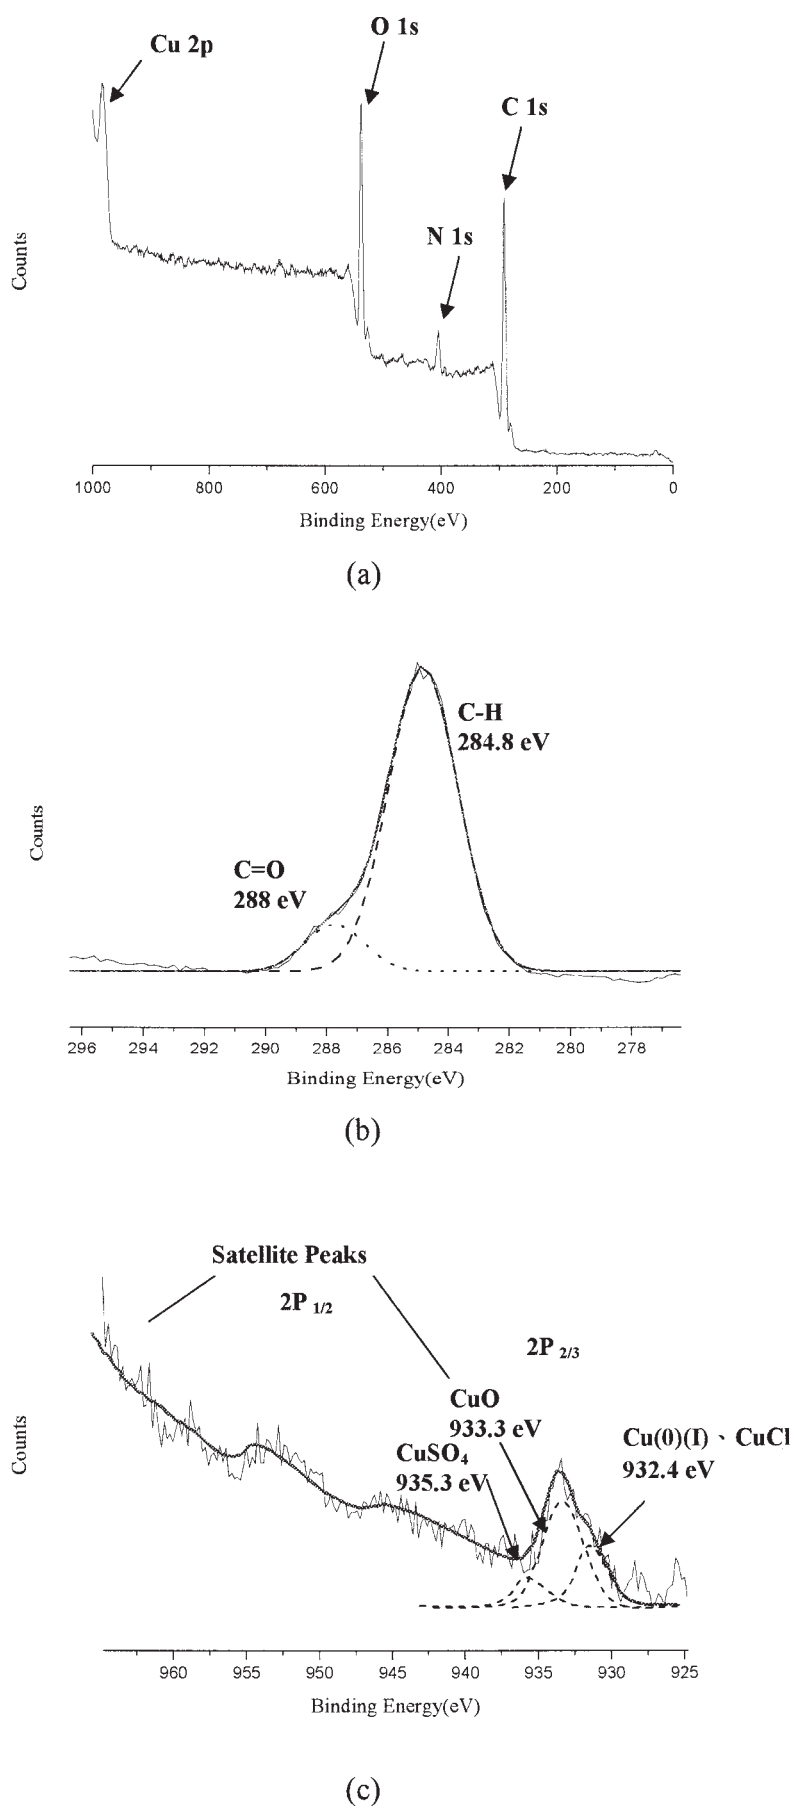 O 1s
Cu 2p
C 1s
N 1s
Counts
1000 800 600 400 200 0
Binding Energy(eV)
(a)
C-H
284.8 eV
C=O
288 eV
Counts
296 294 292 290 288 286 284 282 280 278
Binding Energy(eV)
(b)
Satellite Peaks
2P 1/2
2P 2/3
CuO
933.3 eV
CuSO4
935.3 eV
Cu(0)(I)、CuCl
932.4 eV
Counts
960 955 950 945 940 935 930 925
Binding Energy(eV)
(c)